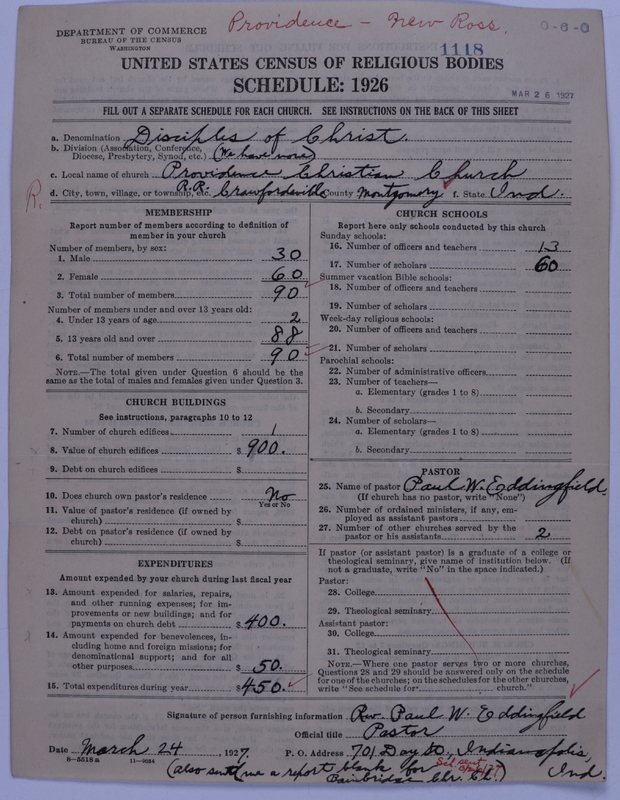 Providence - New Ross.
DEPARTMENT OF COMMERCE
BUREAU OF THE CENSUS
WASHINGTON
0-6-0
1118
UNITED STATES CENSUS OF RELIGIOUS BODIES
SCHEDULE: 1926
MAR 26 1927
FILL OUT A SEPARATE SCHEDULE FOR EACH CHURCH. SEE INSTRUCTIONS ON THE BACK OF THIS SHEET
a. Denomination Disciples of Christ.
b. Division (Association, Conference,
Diocese, Presbytery, Synod, etc.) (We have none)
c. Local name of church Providence Christian Church
R. d. City, town, village, or township, etc. R.R. Crawfordsville County Montgomery f. State Ind.
MEMBERSHIP
Report number of members according to definition of
member in your church
Number of members, by sex:
1. Male 30
2. Female 60
3. Total number of members 90
Number of members under and over 13 years old:
4. Under 13 years of age 2
5. 13 years old and over 88
6. Total number of members 90
NOTE.—The total given under Question 6 should be the
same as the total of males and females given under Question 3.
CHURCH BUILDINGS
See instructions, paragraphs 10 to 12
7. Number of church edifices 1
8. Value of church edifices $ 900.
9. Debt on church edifices $
10. Does church own pastor's residence No
Yes or No
11. Value of pastor's residence (if owned by
church) $
12. Debt on pastor's residence (if owned by
church) $
EXPENDITURES
Amount expended by your church during last fiscal year
13. Amount expended for salaries, repairs,
and other running expenses; for im-
provements or new buildings; and for
payments on church debt $ 400.
14. Amount expended for benevolences, in-
cluding home and foreign missions; for
denominational support; and for all
other purposes $ 50.
15. Total expenditures during year $ 450.
CHURCH SCHOOLS
Report here only schools conducted by this church
Sunday schools:
16. Number of officers and teachers 13
17. Number of scholars 60
Summer vacation Bible schools:
18. Number of officers and teachers
19. Number of scholars
Week-day religious schools:
20. Number of officers and teachers
21. Number of scholars
Parochial schools:
22. Number of administrative officers
23. Number of teachers—
a. Elementary (grades 1 to 8)
b. Secondary
24. Number of scholars—
a. Elementary (grades 1 to 8)
b. Secondary
PASTOR
25. Name of pastor Paul W. Eddingfield.
(If church has no pastor, write "None")
26. Number of ordained ministers, if any, em-
ployed as assistant pastors
27. Number of other churches served by the
pastor or his assistants 2
If pastor (or assistant pastor) is a graduate of a college or
theological seminary, give name of institution below. (If
not a graduate, write "No" in the space indicated.)
Pastor:
28. College
29. Theological seminary
Assistant pastor:
30. College
31. Theological seminary
NOTE.—Where one pastor serves two or more churches,
Questions 28 and 29 should be answered only on the schedule
for one of the churches; on the schedules for the other churches,
write "See schedule for church."
Signature of person furnishing information Rev. Paul W. Eddingfield
Official title Pastor
Date March 24, 1927. P. O. Address 701 Day St., Indianapolis, Ind.
8-5518a 11-9054
(also send me a report blank for Bainbridge Chr. Ch.)
Sch. sent